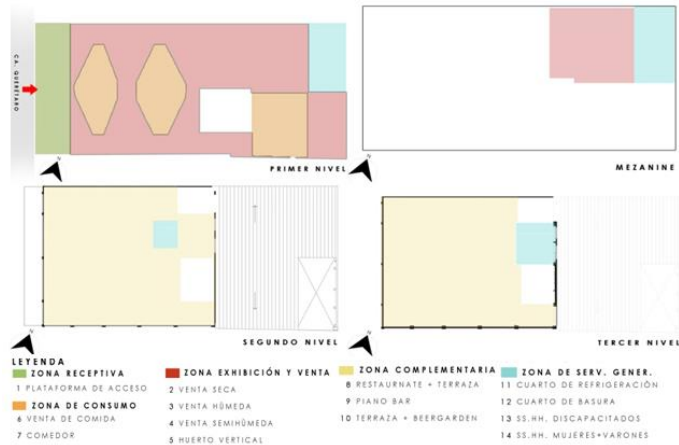 CA. QUERÉTARO
N
PRIMER NIVEL
N
MEZANINE
N
SEGUNDO NIVEL
N
TERCER NIVEL
LEYENDA
ZONA RECEPTIVA
1 PLATAFORMA DE ACCESO
ZONA DE CONSUMO
6 VENTA DE COMIDA
7 COMEDOR
ZONA EXHIBICIÓN Y VENTA
2 VENTA SECA
3 VENTA HÚMEDA
4 VENTA SEMIHÚMEDA
5 HUERTO VERTICAL
ZONA COMPLEMENTARIA
8 RESTAURNATE + TERRAZA
9 PIANO BAR
10 TERRAZA + BEERGARDEN
ZONA DE SERV. GENER.
11 CUARTO DE REFRIGERACIÓN
12 CUARTO DE BASURA
13 SS.HH. DISCAPACITADOS
14 SS.HH. MUJERES+VARONES